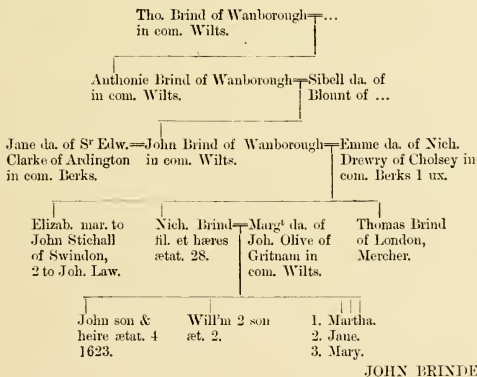 Tho. Brind of Wanborough=...
in com. Wilts.
Anthonie Brind of Wanborough=Sibell da. of
in com. Wilts. Blount of ...
Jane da. of Sr Edw.=John Brind of Wanborough=Emme da. of Nich.
Clarke of Ardington in com. Wilts. Drewry of Cholsey in
in com. Berks. com. Berks 1 ux.
Elizab. mar. to
John Stichall
of Swindon,
2 to Joh. Law.
Nich. Brind=Margt da. of
fil. et hæres Joh. Olive of
ætat. 28. Gritnam in
com. Wilts.
Thomas Brind
of London,
Mercher.
John son &
heire ætat. 4
1623.
Will'm 2 son
æt. 2.
1. Martha.
2. Jane.
3. Mary.
JOHN BRINDE